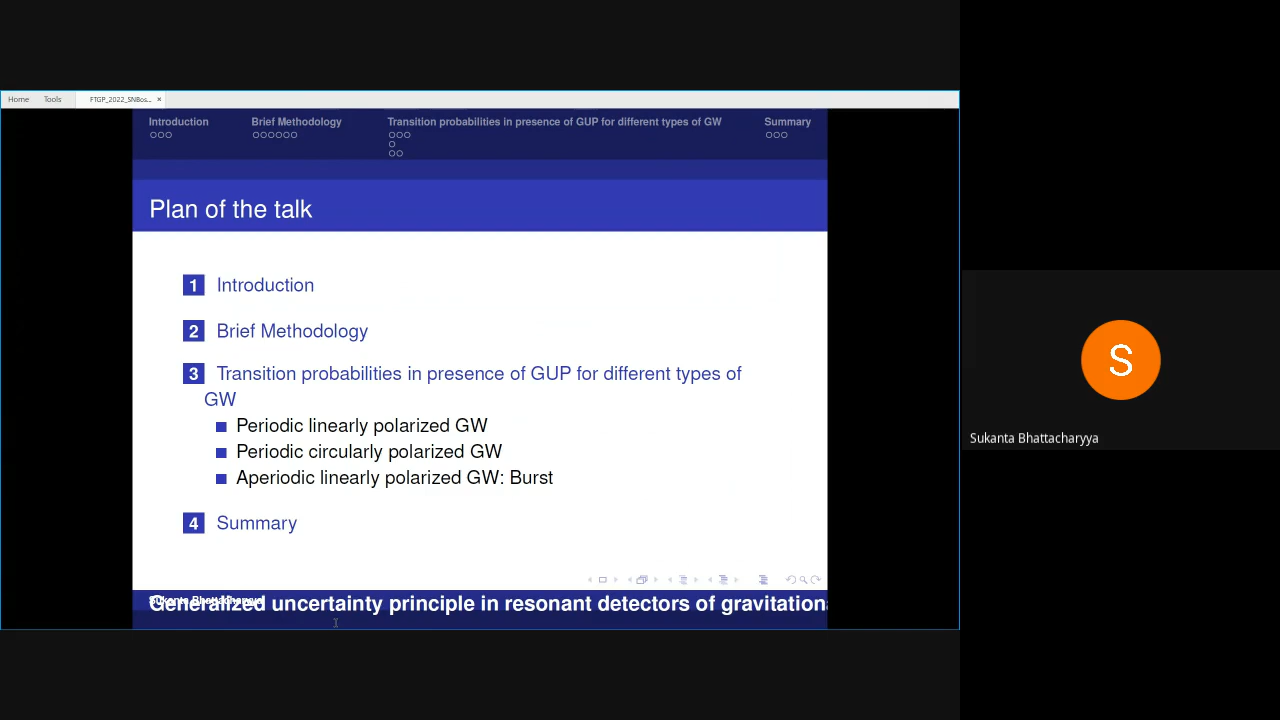 Home Tools FTGP_2022_SNBos... ×
Introduction Brief Methodology Transition probabilities in presence of GUP for different types of GW Summary
Plan of the talk
1 Introduction
2 Brief Methodology
3 Transition probabilities in presence of GUP for different types of
GW
Periodic linearly polarized GW
Periodic circularly polarized GW
Aperiodic linearly polarized GW: Burst
4 Summary
Sukanta Bhattacharyya
Generalized uncertainty principle in resonant detectors of gravitationa
S
Sukanta Bhattacharyya